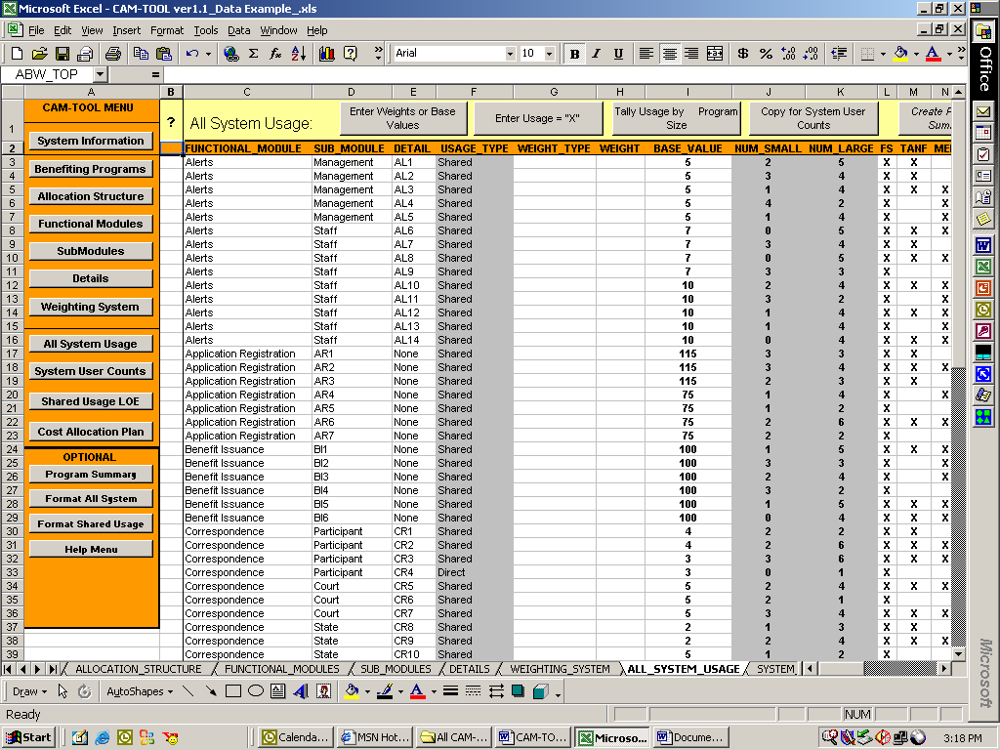 Microsoft Excel - CAM-TOOL ver1.1_Data Example_.xls
File Edit View Insert Format Tools Data Window Help
Arial 10 B I U $ %
ABW_TOP =
A B C D E F G H I J K L M N
1 CAM-TOOL MENU ? All System Usage:
Enter Weights or Base Values
Enter Usage = "X"
Tally Usage by Program Size
Copy for System User Counts
Create P
Sum
System Information
Benefiting Programs
Allocation Structure
Functional Modules
SubModules
Details
Weighting System
All System Usage
System User Counts
Shared Usage LOE
Cost Allocation Plan
OPTIONAL
Program Summary
Format All System
Format Shared Usage
Help Menu
2 FUNCTIONAL_MODULE SUB_MODULE DETAIL USAGE_TYPE WEIGHT_TYPE WEIGHT BASE_VALUE NUM_SMALL NUM_LARGE FS TANF ME
3 Alerts Management AL1 Shared 5 2 5 X X
4 Alerts Management AL2 Shared 5 3 4 X X
5 Alerts Management AL3 Shared 5 1 4 X X X
6 Alerts Management AL4 Shared 5 4 2 X X
7 Alerts Management AL5 Shared 5 1 4 X X
8 Alerts Staff AL6 Shared 7 0 5 X X X
9 Alerts Staff AL7 Shared 7 3 4 X X
10 Alerts Staff AL8 Shared 7 0 5 X X X
11 Alerts Staff AL9 Shared 7 3 3 X X
12 Alerts Staff AL10 Shared 10 2 4 X X X
13 Alerts Staff AL11 Shared 10 3 2 X X
14 Alerts Staff AL12 Shared 10 1 4 X X X
15 Alerts Staff AL13 Shared 10 1 4 X X
16 Alerts Staff AL14 Shared 10 0 4 X X X
17 Application Registration AR1 None Shared 115 3 4 X X
18 Application Registration AR2 None Shared 115 3 4 X X X
19 Application Registration AR3 None Shared 115 2 3 X X
20 Application Registration AR4 None Shared 75 1 4 X X
21 Application Registration AR5 None Shared 75 1 2 X
22 Application Registration AR6 None Shared 75 2 6 X X X
23 Application Registration AR7 None Shared 75 2 2 X X
24 Benefit Issuance BI1 None Shared 100 1 5 X X X
25 Benefit Issuance BI2 None Shared 100 3 3 X X
26 Benefit Issuance BI3 None Shared 100 2 4 X X
27 Benefit Issuance BI4 None Shared 100 3 2 X X
28 Benefit Issuance BI5 None Shared 100 1 5 X X X
29 Benefit Issuance BI6 None Shared 100 0 4 X X X
30 Correspondence Participant CR1 Shared 4 2 2 X X X
31 Correspondence Participant CR2 Shared 4 2 6 X X X
32 Correspondence Participant CR3 Shared 3 3 6 X X X
33 Correspondence Participant CR4 Direct 3 0 1 X
34 Correspondence Court CR5 Shared 5 2 4 X X X
35 Correspondence Court CR6 Shared 5 2 1 X
36 Correspondence Court CR7 Shared 5 3 4 X X X
37 Correspondence State CR8 Shared 2 1 3 X X X
38 Correspondence State CR9 Shared 2 2 4 X X X
39 Correspondence State CR10 Shared 5 1 2 X
ALLOCATION_STRUCTURE FUNCTIONAL_MODULES SUB_MODULES DETAILS WEIGHTING_SYSTEM ALL_SYSTEM_USAGE SYSTEM
Draw AutoShapes
Ready NUM
Start Calenda... MSN Hot... All CAM-... CAM-TO... Microso... Docume... 3:18 PM
Office
Microsoft